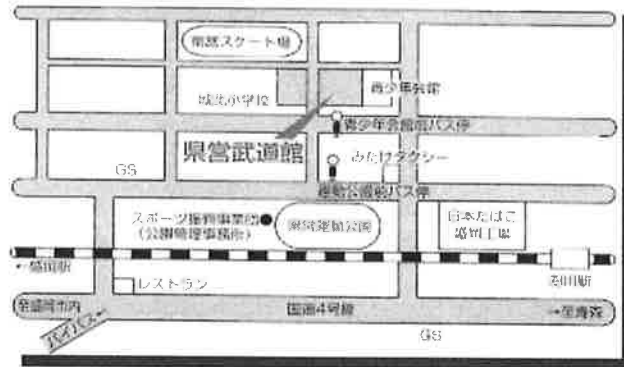 県営スケート場
城北小学校
青少年会館
青少年会館前バス停
県営武道館
みたけタクシー
GS
運動公園前バス停
スポーツ振興事業団
(公園管理事務所)
県営運動公園
日本たばこ
盛岡工場
←盛岡駅
厨川駅
レストラン
至盛岡市内
国道4号線
→至青森
バイパス←
GS